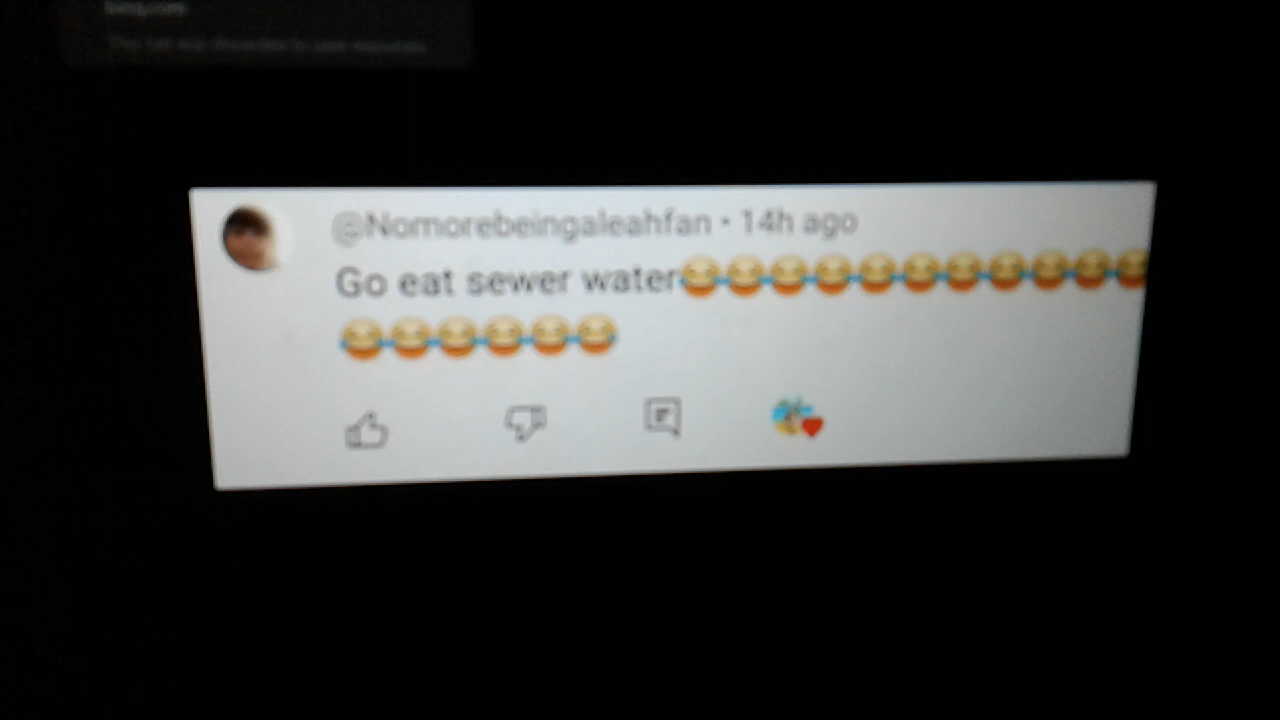 @Nomorebeingaleahfan • 14h ago
Go eat sewer water😂😂😂😂😂😂😂😂😂😂😂
😂😂😂😂😂😂